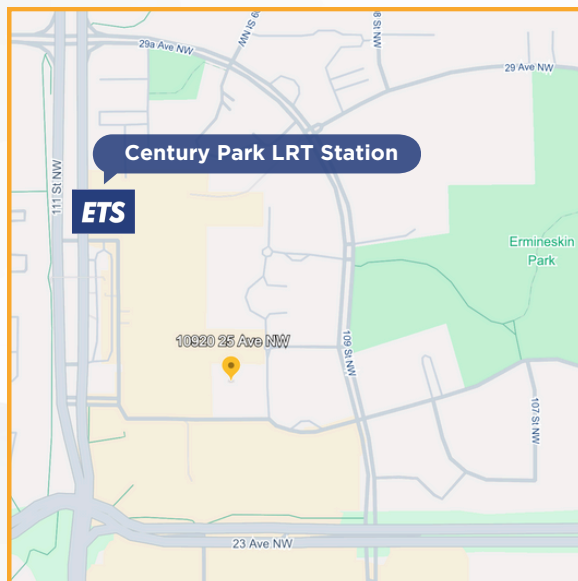 29a Ave NW
29 Ave NW
Century Park LRT Station
111 St NW
ETS
Ermineskin
Park
10920 25 Ave NW
109 St NW
107 St NW
23 Ave NW